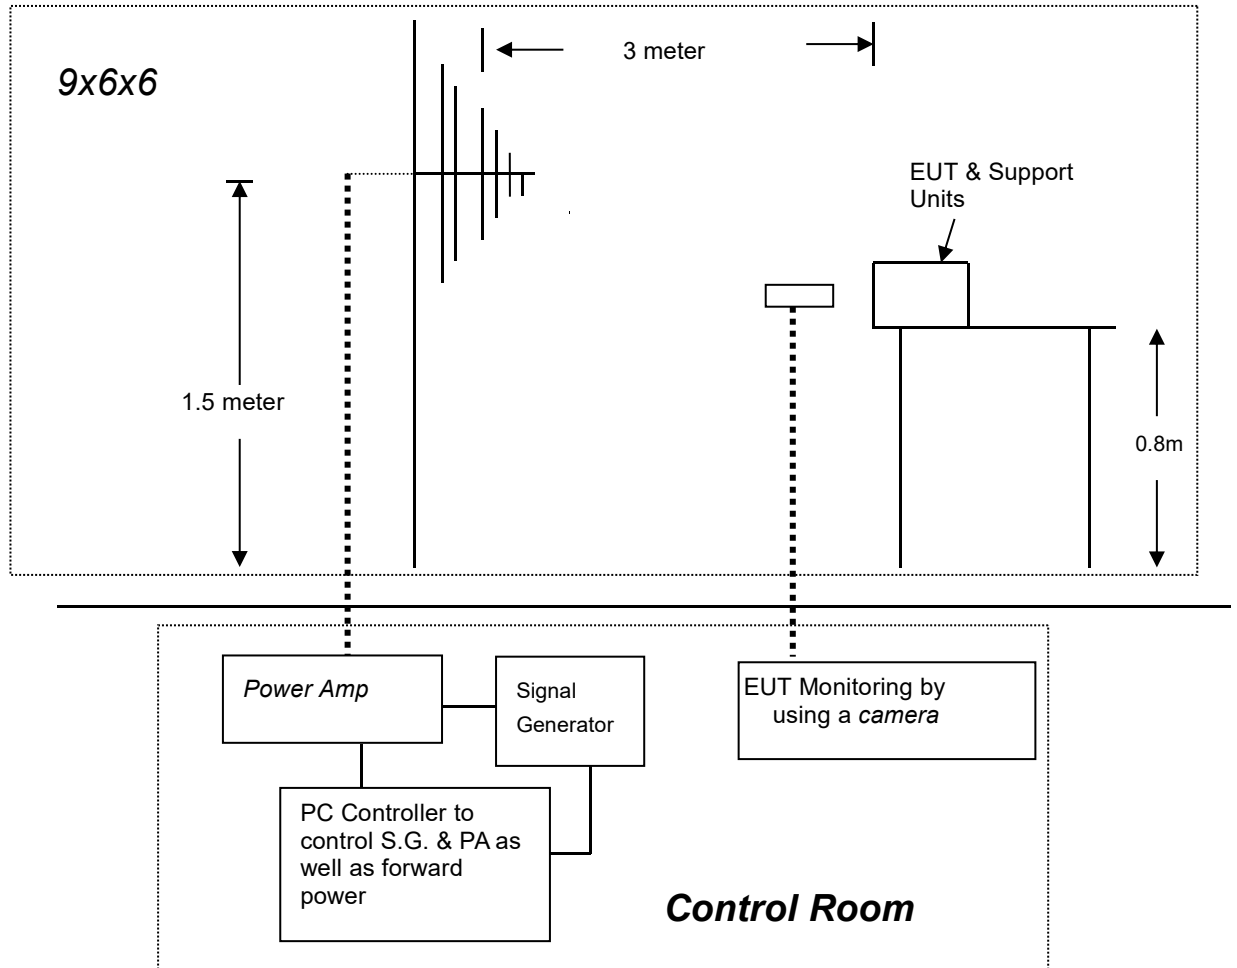 3 meter
9x6x6
EUT & Support
Units
1.5 meter
0.8m
Power Amp
Signal
Generator
EUT Monitoring by
using a camera
PC Controller to
control S.G. & PA as
well as forward
power
Control Room